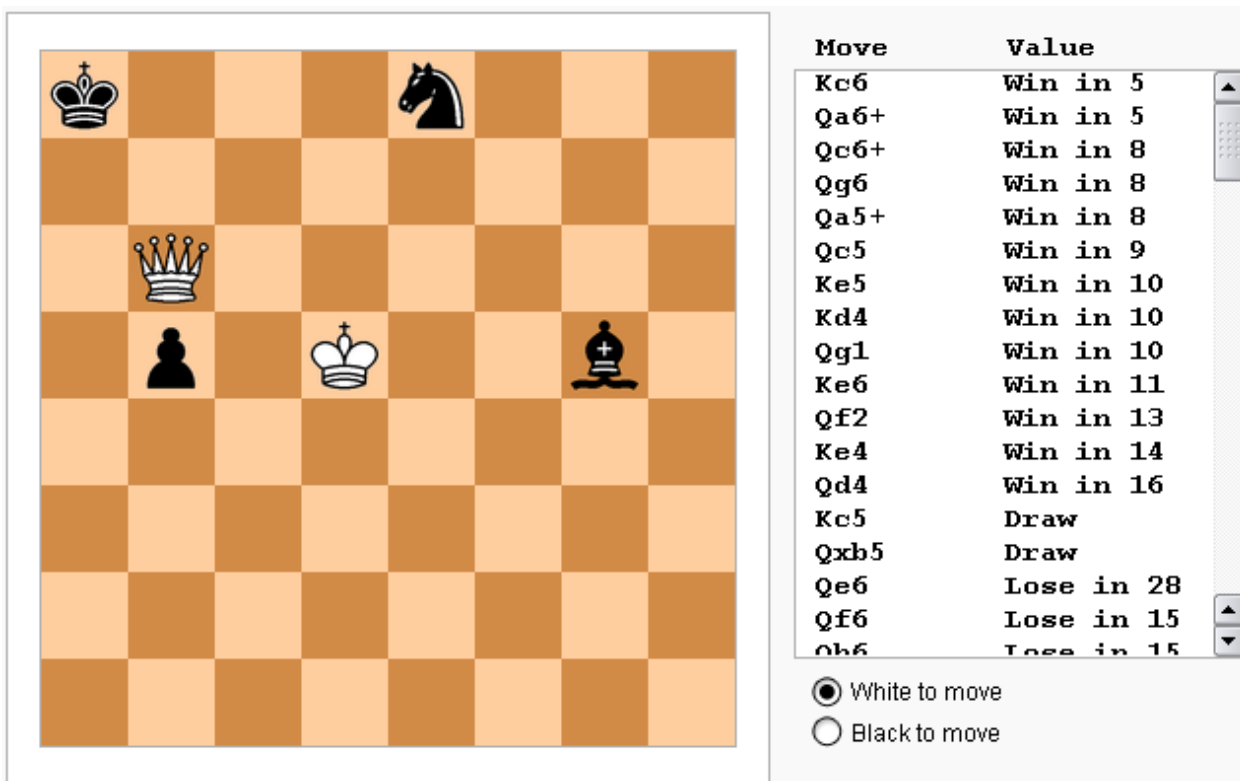 Move Value
Kc6 Win in 5
Qa6+ Win in 5
Qc6+ Win in 8
Qg6 Win in 8
Qa5+ Win in 8
Qc5 Win in 9
Ke5 Win in 10
Kd4 Win in 10
Qg1 Win in 10
Ke6 Win in 11
Qf2 Win in 13
Ke4 Win in 14
Qd4 Win in 16
Kc5 Draw
Qxb5 Draw
Qe6 Lose in 28
Qf6 Lose in 15
Lose in 15
White to move
Black to move